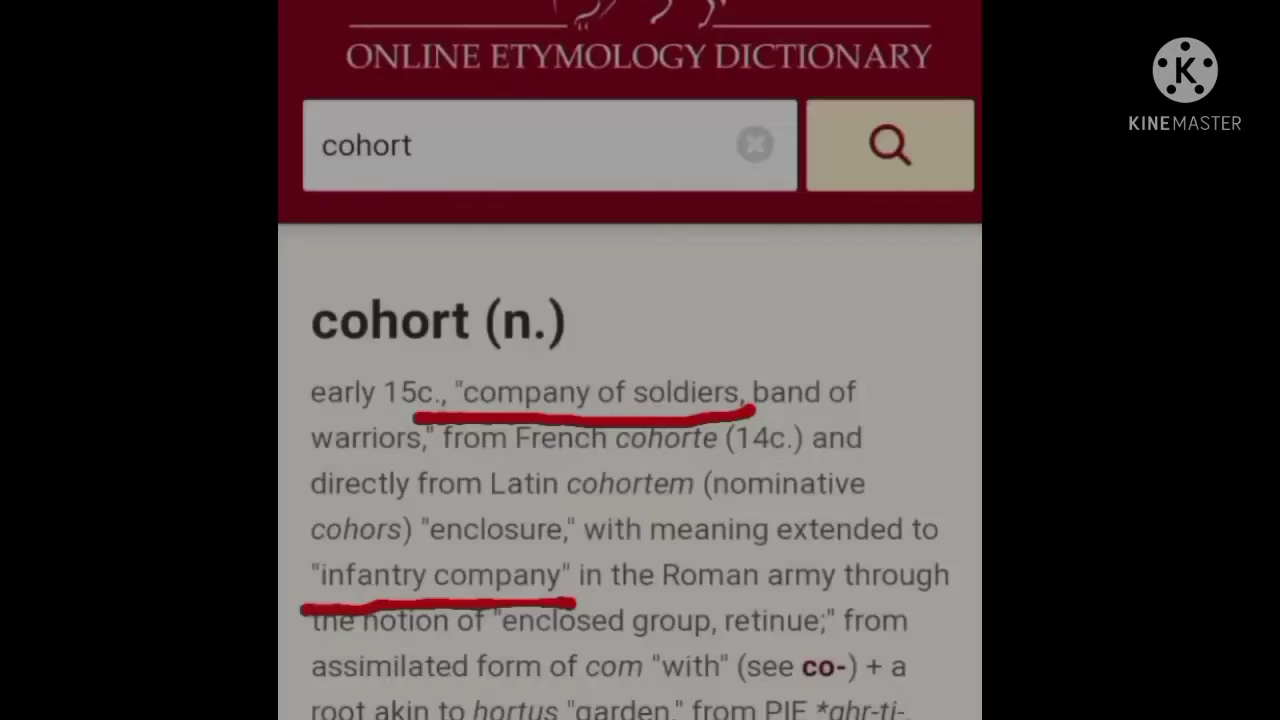 ONLINE ETYMOLOGY DICTIONARY
cohort
K
KINEMASTER
cohort (n.)
early 15c., "company of soldiers, band of
warriors," from French cohorte (14c.) and
directly from Latin cohortem (nominative
cohors) "enclosure," with meaning extended to
"infantry company" in the Roman army through
the notion of "enclosed group, retinue;" from
assimilated form of com "with" (see co-) + a
root akin to hortus "garden," from PIE *ghr-ti-,